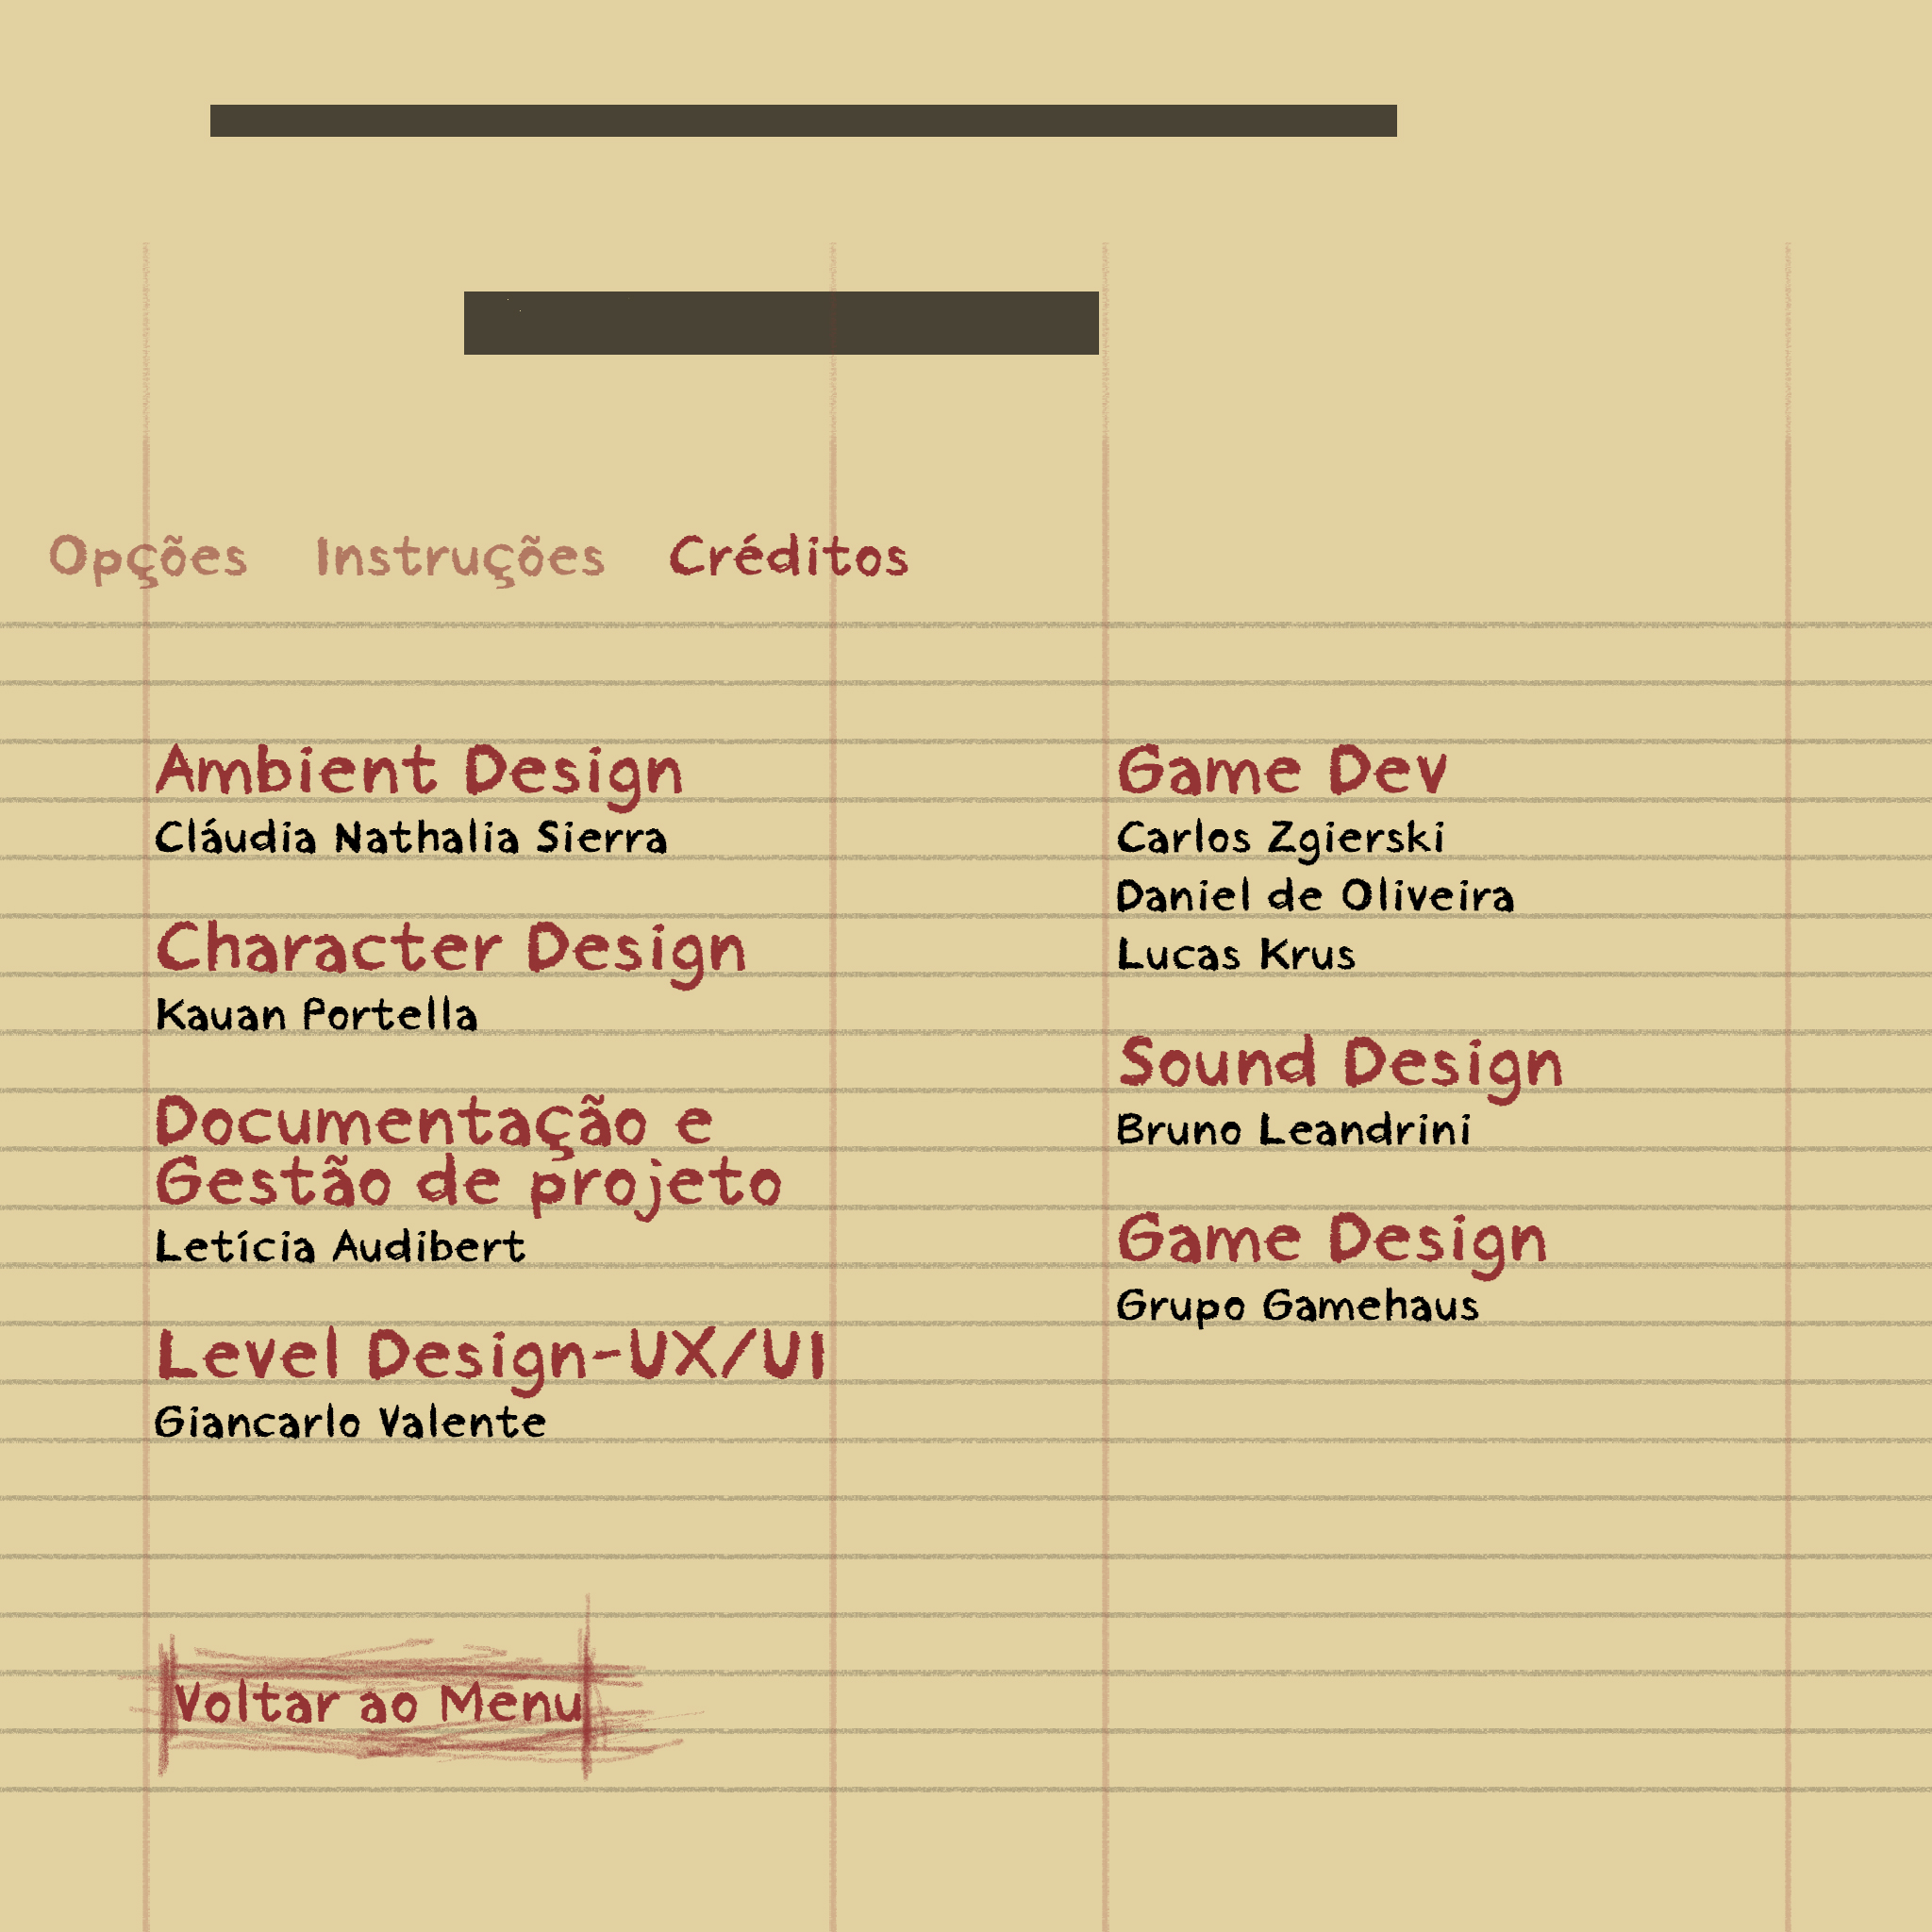 Opções Instruções Créditos
Ambient Design
Cláudia Nathalia Sierra
Character Design
Kauan Portella
Documentação e
Gestão de projeto
Letícia Audibert
Level Design-UX/UI
Giancarlo Valente
Game Dev
Carlos Zgierski
Daniel de Oliveira
Lucas Krus
Sound Design
Bruno Leandrini
Game Design
Grupo Gamehaus
Voltar ao Menu